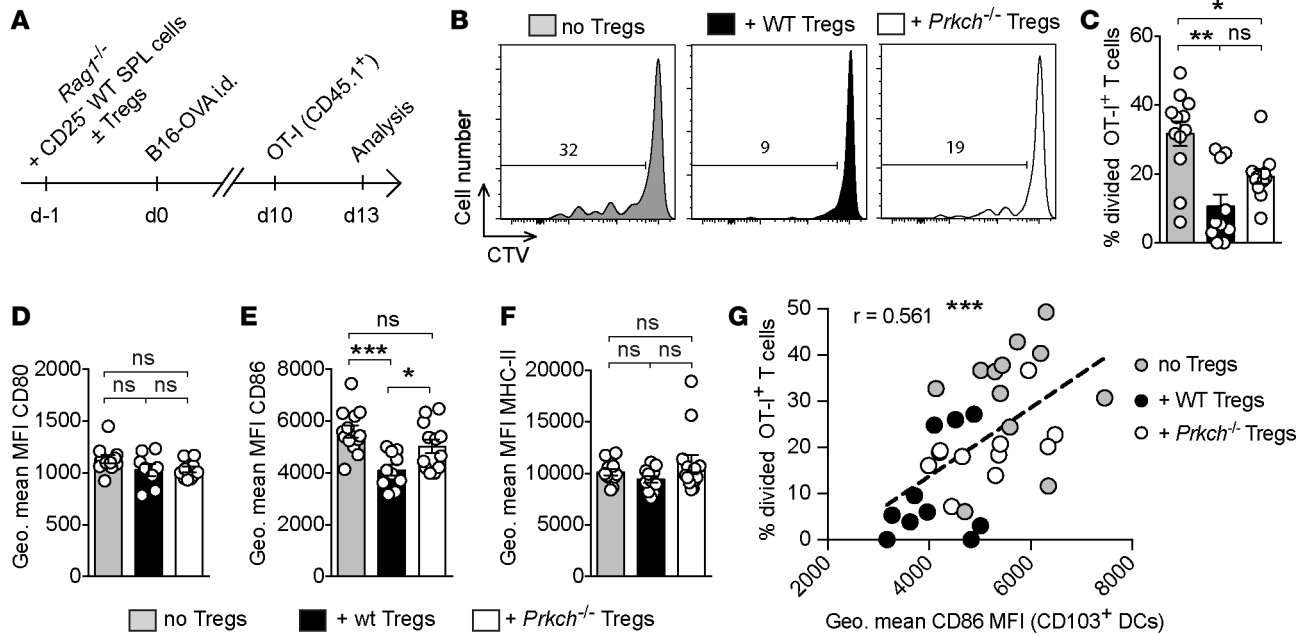 A
Rag1-/-
+ CD25- WT SPL cells
± Tregs
B16-OVA i.d.
OT-I (CD45.1+)
Analysis
d-1
d0
d10
d13
B
no Tregs
+ WT Tregs
+ Prkch-/- Tregs
Cell number
32
9
19
CTV
C
*
** ns
% divided OT-I+ T cells
60
40
20
0
D
Geo. mean MFI CD80
2000
1500
1000
500
0
ns
ns ns
E
Geo. mean MFI CD86
8000
6000
4000
2000
0
ns
***
*
F
Geo. mean MFI MHC-II
20000
15000
10000
5000
0
ns
ns ns
G
% divided OT-I+ T cells
50
40
30
20
10
0
r = 0.561 ***
2000
4000
6000
8000
Geo. mean CD86 MFI (CD103+ DCs)
no Tregs
+ WT Tregs
+ Prkch-/- Tregs
no Tregs
+ wt Tregs
+ Prkch-/- Tregs